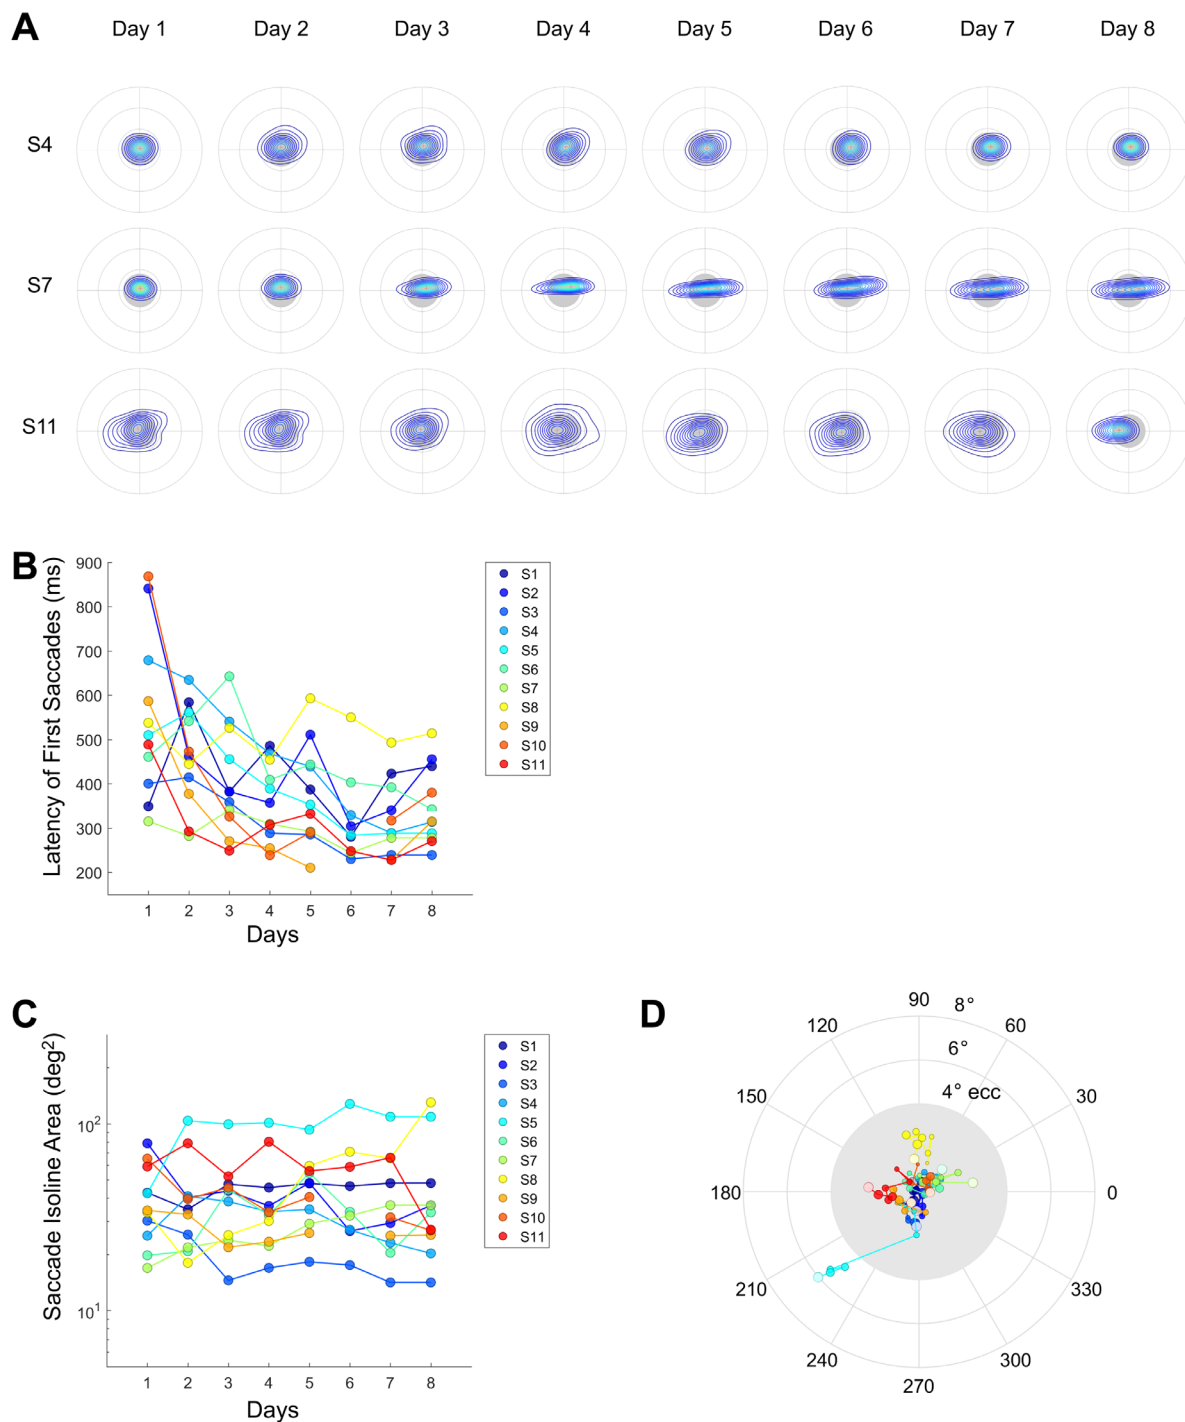 A
Day 1 Day 2 Day 3 Day 4 Day 5 Day 6 Day 7 Day 8
S4
S7
S11
B
Latency of First Saccades (ms)
900
800
700
600
500
400
300
200
1 2 3 4 5 6 7 8
Days
S1
S2
S3
S4
S5
S6
S7
S8
S9
S10
S11
C
Saccade Isoline Area (deg²)
10²
10¹
1 2 3 4 5 6 7 8
Days
S1
S2
S3
S4
S5
S6
S7
S8
S9
S10
S11
D
90 8°
120 60
6°
150 4° ecc 30
180 0
210 330
240 300
270